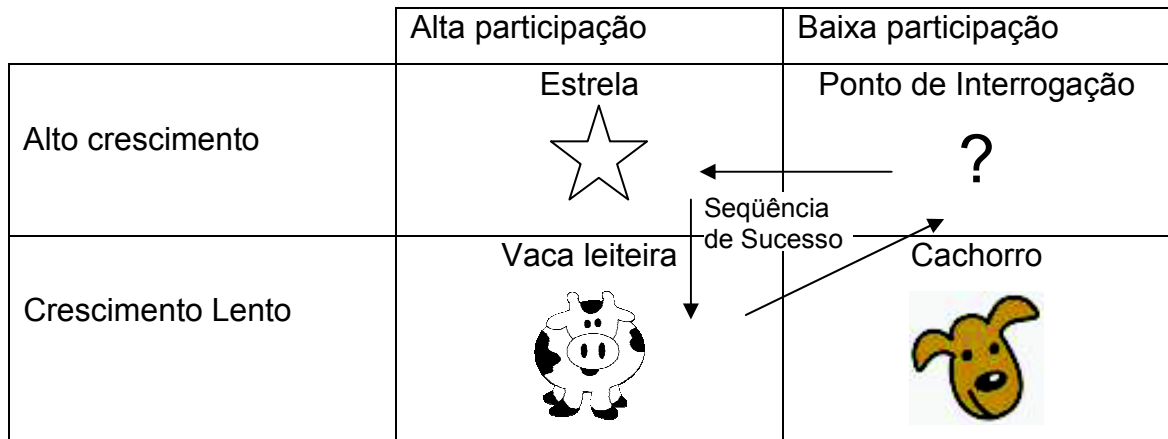 Alta participação
Baixa participação
Alto crescimento
Estrela
Ponto de Interrogação
?
Seqüência
de Sucesso
Crescimento Lento
Vaca leiteira
Cachorro